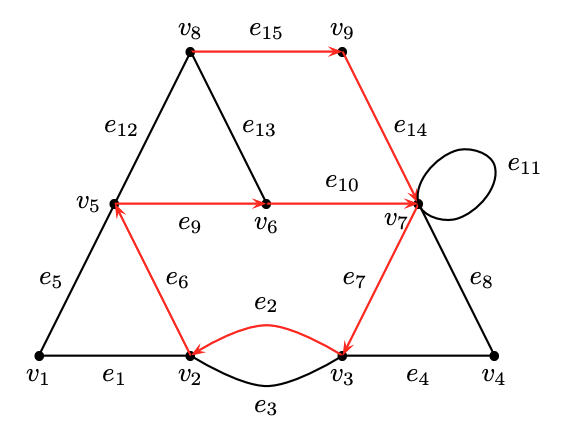 v₈ e₁₅ v₉
e₁₂ e₁₃ e₁₄
e₁₁
e₁₀
v₅ e₉ v₆ v₇
e₅ e₆ e₇ e₈
e₂
v₁ e₁ v₂ v₃ e₄ v₄
e₃